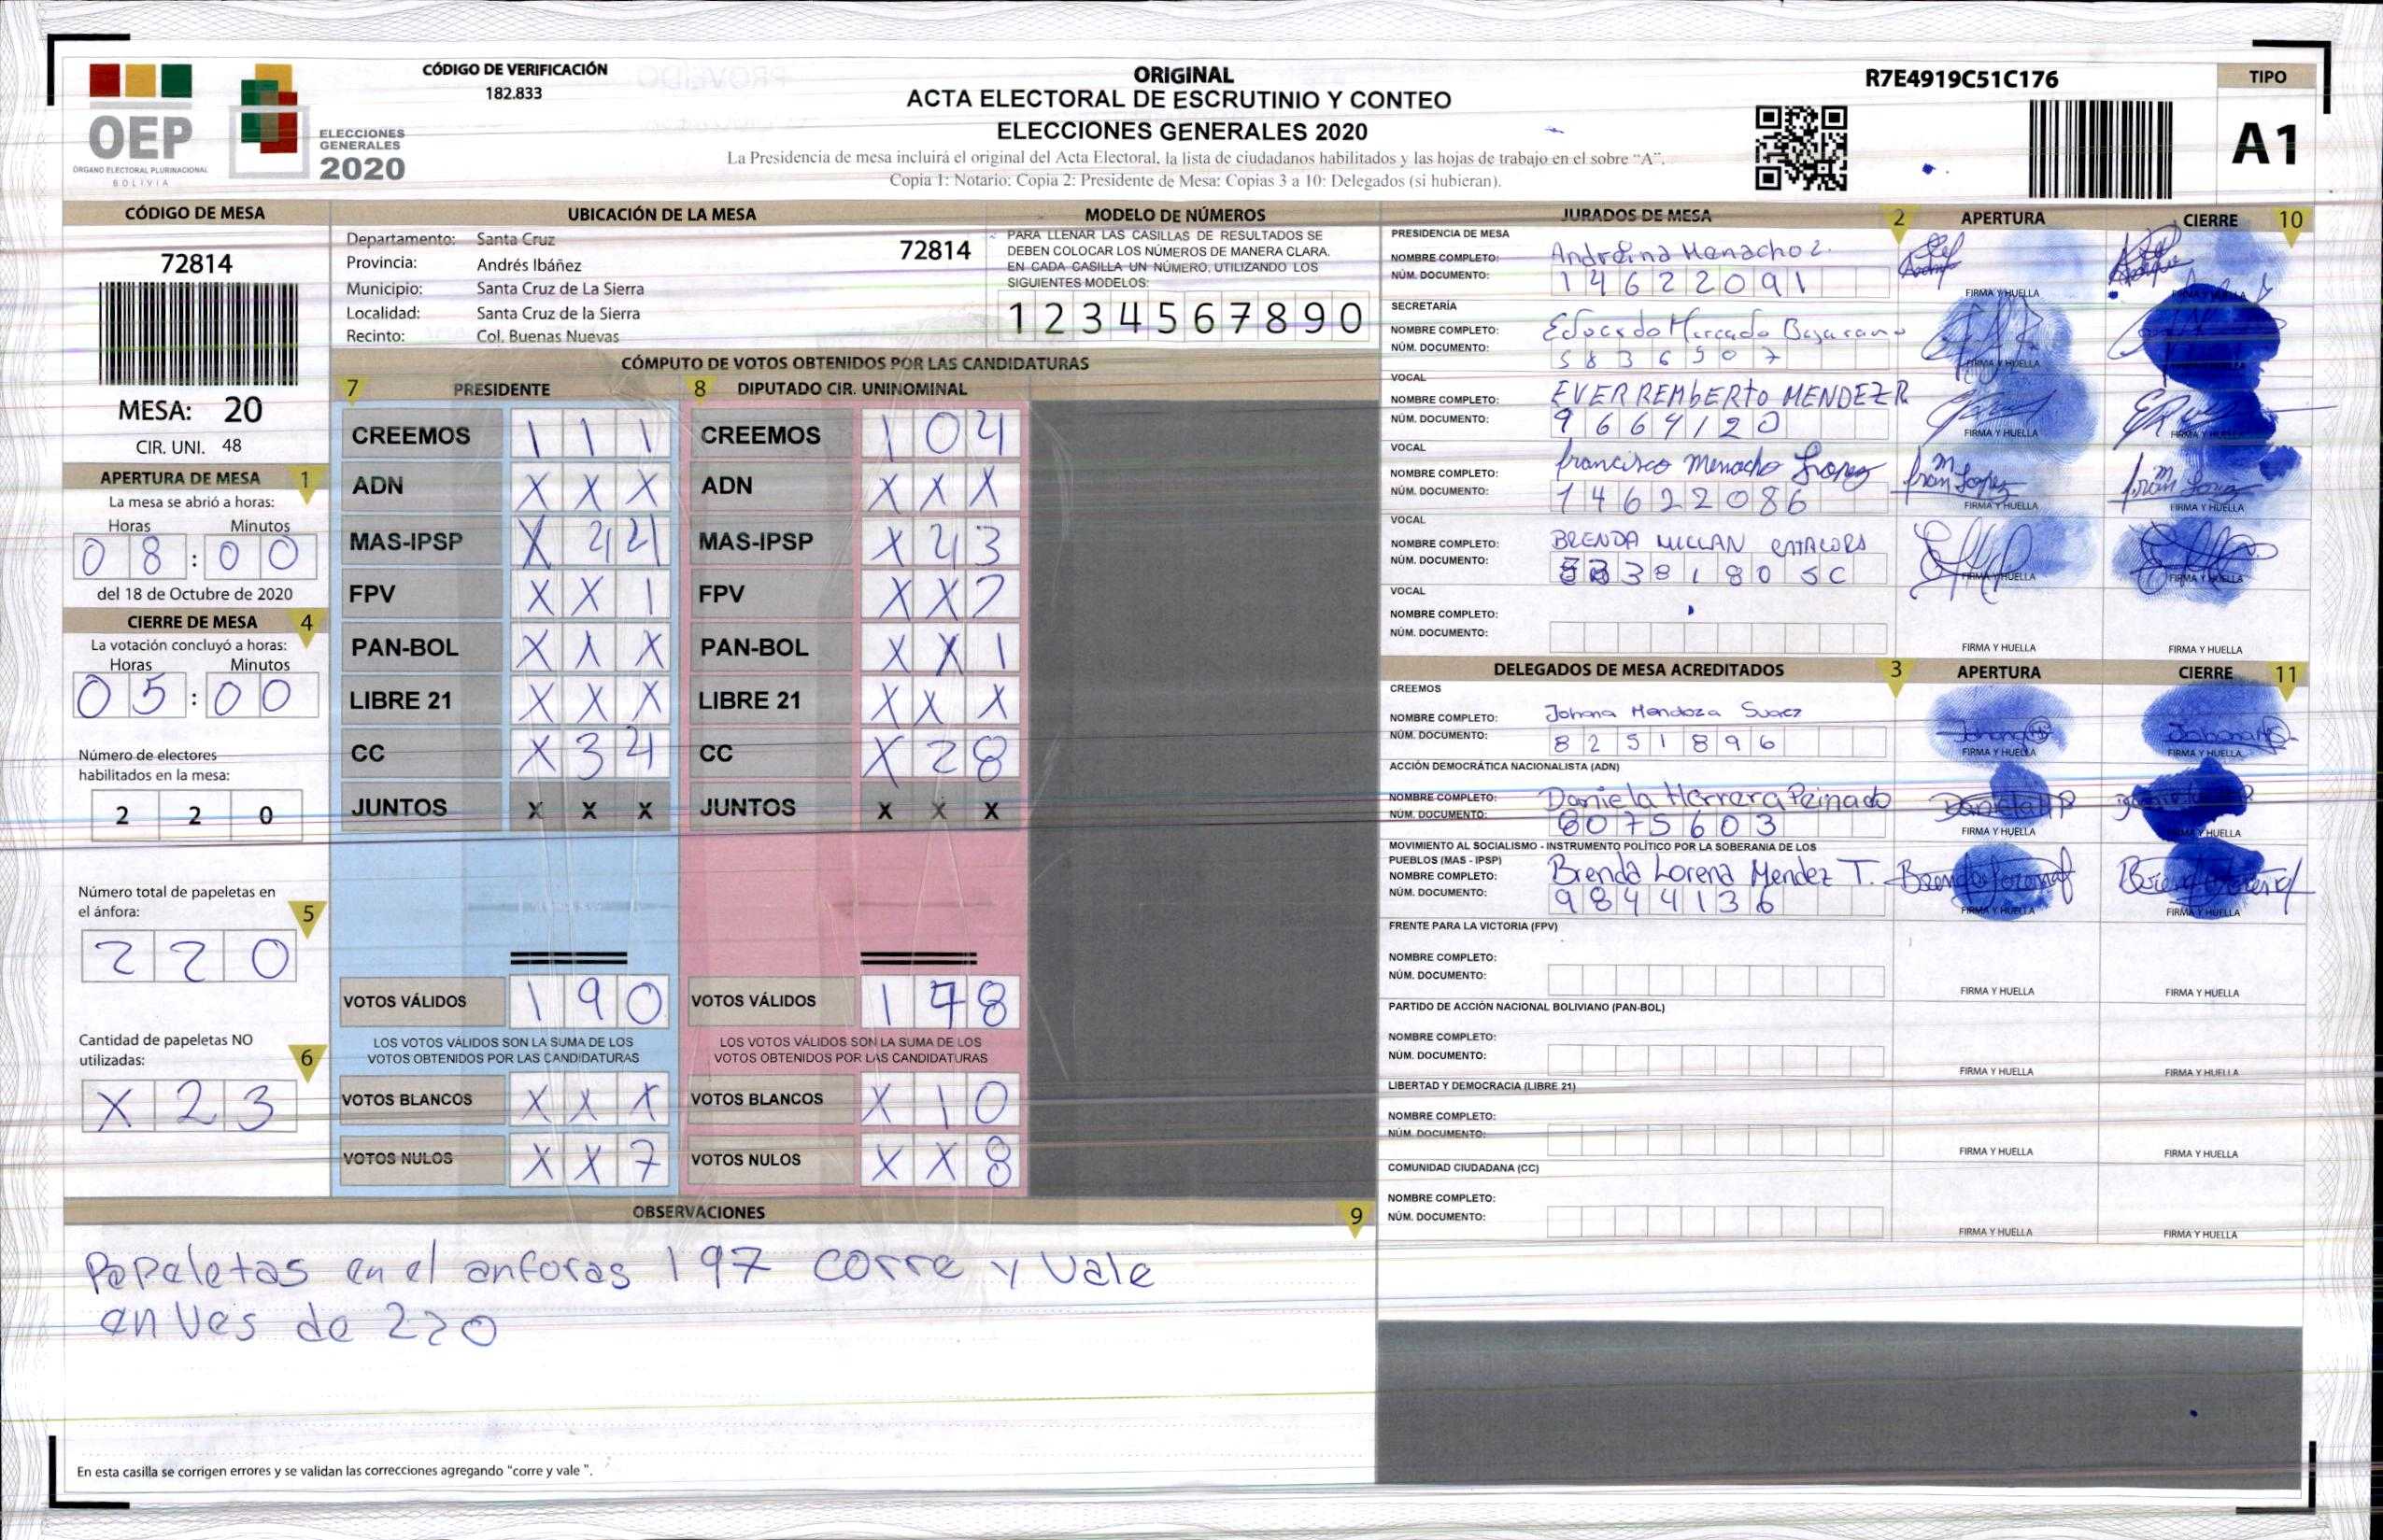 CÓDIGO DE VERIFICACIÓN
182.833
ORIGINAL
ACTA ELECTORAL DE ESCRUTINIO Y CONTEO
ELECCIONES GENERALES 2020
La Presidencia de mesa incluirá el original del Acta Electoral, la lista de ciudadanos habilitados y las hojas de trabajo en el sobre "A".
Copia 1: Notario: Copia 2: Presidente de Mesa: Copias 3 a 10: Delegados (si hubieran).
R7E4919C51C176
TIPO
A1
OEP
ÓRGANO ELECTORAL PLURINACIONAL
BOLIVIA
ELECCIONES
GENERALES
2020
CÓDIGO DE MESA
72814
MESA: 20
CIR. UNI. 48
APERTURA DE MESA 1
La mesa se abrió a horas:
Horas Minutos
0 8 : 0 0
del 18 de Octubre de 2020
CIERRE DE MESA 4
La votación concluyó a horas:
Horas Minutos
0 5 : 0 0
Número de electores
habilitados en la mesa:
2 2 0
Número total de papeletas en
el ánfora: 5
2 2 0
Cantidad de papeletas NO
utilizadas: 6
X 2 3
UBICACIÓN DE LA MESA
Departamento: Santa Cruz 72814
Provincia: Andrés Ibáñez
Municipio: Santa Cruz de La Sierra
Localidad: Santa Cruz de la Sierra
Recinto: Col. Buenas Nuevas
MODELO DE NÚMEROS
PARA LLENAR LAS CASILLAS DE RESULTADOS SE
DEBEN COLOCAR LOS NÚMEROS DE MANERA CLARA.
EN CADA CASILLA UN NÚMERO, UTILIZANDO LOS
SIGUIENTES MODELOS:
1 2 3 4 5 6 7 8 9 0
CÓMPUTO DE VOTOS OBTENIDOS POR LAS CANDIDATURAS
7 PRESIDENTE 8 DIPUTADO CIR. UNINOMINAL
CREEMOS 1 1 1 CREEMOS 1 0 4
ADN X X X ADN X X X
MAS-IPSP X 4 4 MAS-IPSP X 4 3
FPV X X 1 FPV X X 2
PAN-BOL X X X PAN-BOL X X 1
LIBRE 21 X X X LIBRE 21 X X X
CC X 3 4 CC X 2 8
JUNTOS X X X JUNTOS X X X
VOTOS VÁLIDOS 1 9 0 VOTOS VÁLIDOS 1 7 8
LOS VOTOS VÁLIDOS SON LA SUMA DE LOS
VOTOS OBTENIDOS POR LAS CANDIDATURAS
LOS VOTOS VÁLIDOS SON LA SUMA DE LOS
VOTOS OBTENIDOS POR LAS CANDIDATURAS
VOTOS BLANCOS X X X VOTOS BLANCOS X 1 0
VOTOS NULOS X X 7 VOTOS NULOS X X 8
OBSERVACIONES 9
Papeletas en el anforas 197 corre y vale
en ves de 220
En esta casilla se corrigen errores y se validan las correcciones agregando "corre y vale ".
JURADOS DE MESA 2 APERTURA CIERRE 10
PRESIDENCIA DE MESA
NOMBRE COMPLETO: Andreina Menacho L.
NÚM. DOCUMENTO: 1 4 6 2 2 0 9 1
FIRMA Y HUELLA
SECRETARÍA
NOMBRE COMPLETO: Eduardo Mercado
NÚM. DOCUMENTO: 5 8 3 6 5 0 7
FIRMA Y HUELLA
VOCAL
NOMBRE COMPLETO: EVER REMbERTO MENDEZ R
NÚM. DOCUMENTO: 9 6 6 4 1 2 0
FIRMA Y HUELLA FIRMA Y HUELLA
VOCAL
NOMBRE COMPLETO: francisco Menacho Lopez
NÚM. DOCUMENTO: 1 4 6 2 2 0 8 6
FIRMA Y HUELLA FIRMA Y HUELLA
VOCAL
NOMBRE COMPLETO: BRENDA
NÚM. DOCUMENTO: 3 8 1 8 0 SC
FIRMA Y HUELLA FIRMA Y HUELLA
VOCAL
NOMBRE COMPLETO:
NÚM. DOCUMENTO:
FIRMA Y HUELLA FIRMA Y HUELLA
DELEGADOS DE MESA ACREDITADOS 3 APERTURA CIERRE 11
CREEMOS
NOMBRE COMPLETO: Johana Mendoza Suarez
NÚM. DOCUMENTO: 8 2 5 1 8 9 6
FIRMA Y HUELLA FIRMA Y HUELLA
ACCIÓN DEMOCRÁTICA NACIONALISTA (ADN)
NOMBRE COMPLETO: Daniela Herrera Peinado
NÚM. DOCUMENTO: 8 0 7 5 6 0 3
FIRMA Y HUELLA FIRMA Y HUELLA
MOVIMIENTO AL SOCIALISMO - INSTRUMENTO POLÍTICO POR LA SOBERANIA DE LOS
PUEBLOS (MAS - IPSP)
NOMBRE COMPLETO: Brenda Lorena Mendez T.
NÚM. DOCUMENTO: 9 8 4 4 1 3 6
FIRMA Y HUELLA FIRMA Y HUELLA
FRENTE PARA LA VICTORIA (FPV)
NOMBRE COMPLETO:
NÚM. DOCUMENTO:
FIRMA Y HUELLA FIRMA Y HUELLA
PARTIDO DE ACCIÓN NACIONAL BOLIVIANO (PAN-BOL)
NOMBRE COMPLETO:
NÚM. DOCUMENTO:
FIRMA Y HUELLA FIRMA Y HUELLA
LIBERTAD Y DEMOCRACIA (LIBRE 21)
NOMBRE COMPLETO:
NÚM. DOCUMENTO:
FIRMA Y HUELLA FIRMA Y HUELLA
COMUNIDAD CIUDADANA (CC)
NOMBRE COMPLETO:
NÚM. DOCUMENTO:
FIRMA Y HUELLA FIRMA Y HUELLA